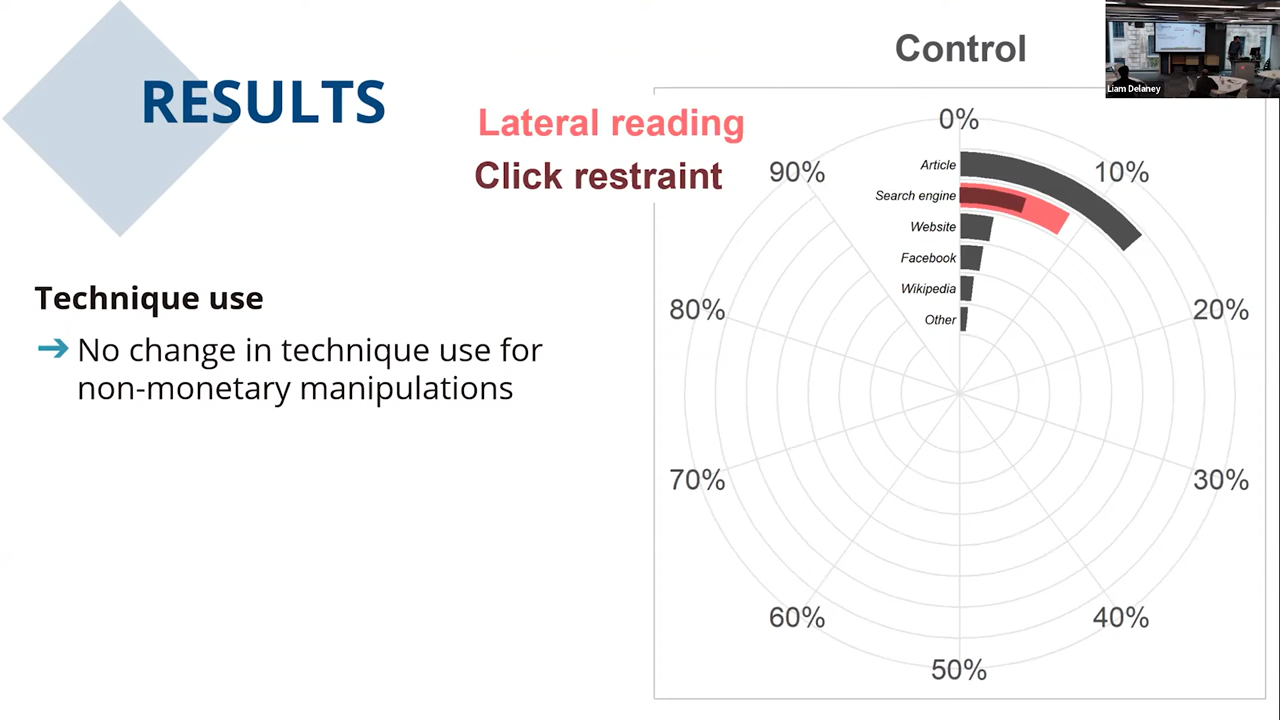 RESULTS
Technique use
→ No change in technique use for
non-monetary manipulations
Lateral reading
Click restraint
Control
Liam Delaney
0%
10%
20%
30%
40%
50%
60%
70%
80%
90%
Article
Search engine
Website
Facebook
Wikipedia
Other